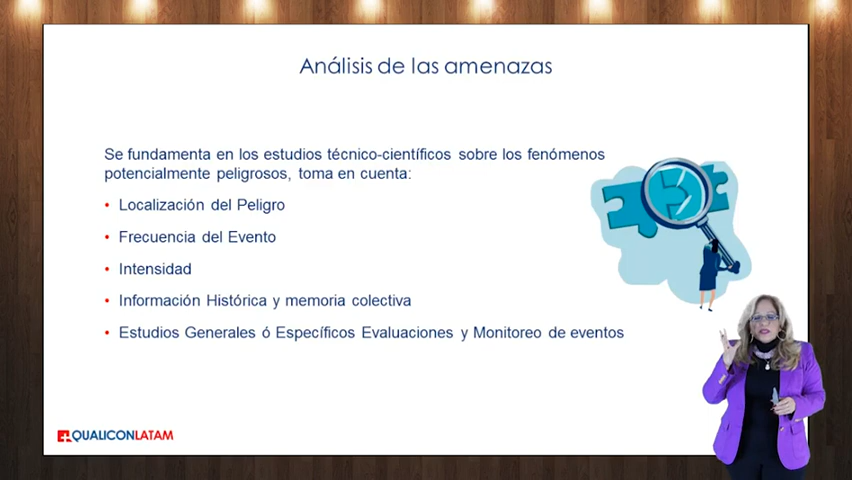 Análisis de las amenazas
Se fundamenta en los estudios técnico-científicos sobre los fenómenos
potencialmente peligrosos, toma en cuenta:
• Localización del Peligro
• Frecuencia del Evento
• Intensidad
• Información Histórica y memoria colectiva
• Estudios Generales ó Específicos Evaluaciones y Monitoreo de eventos
QUALICONLATAM